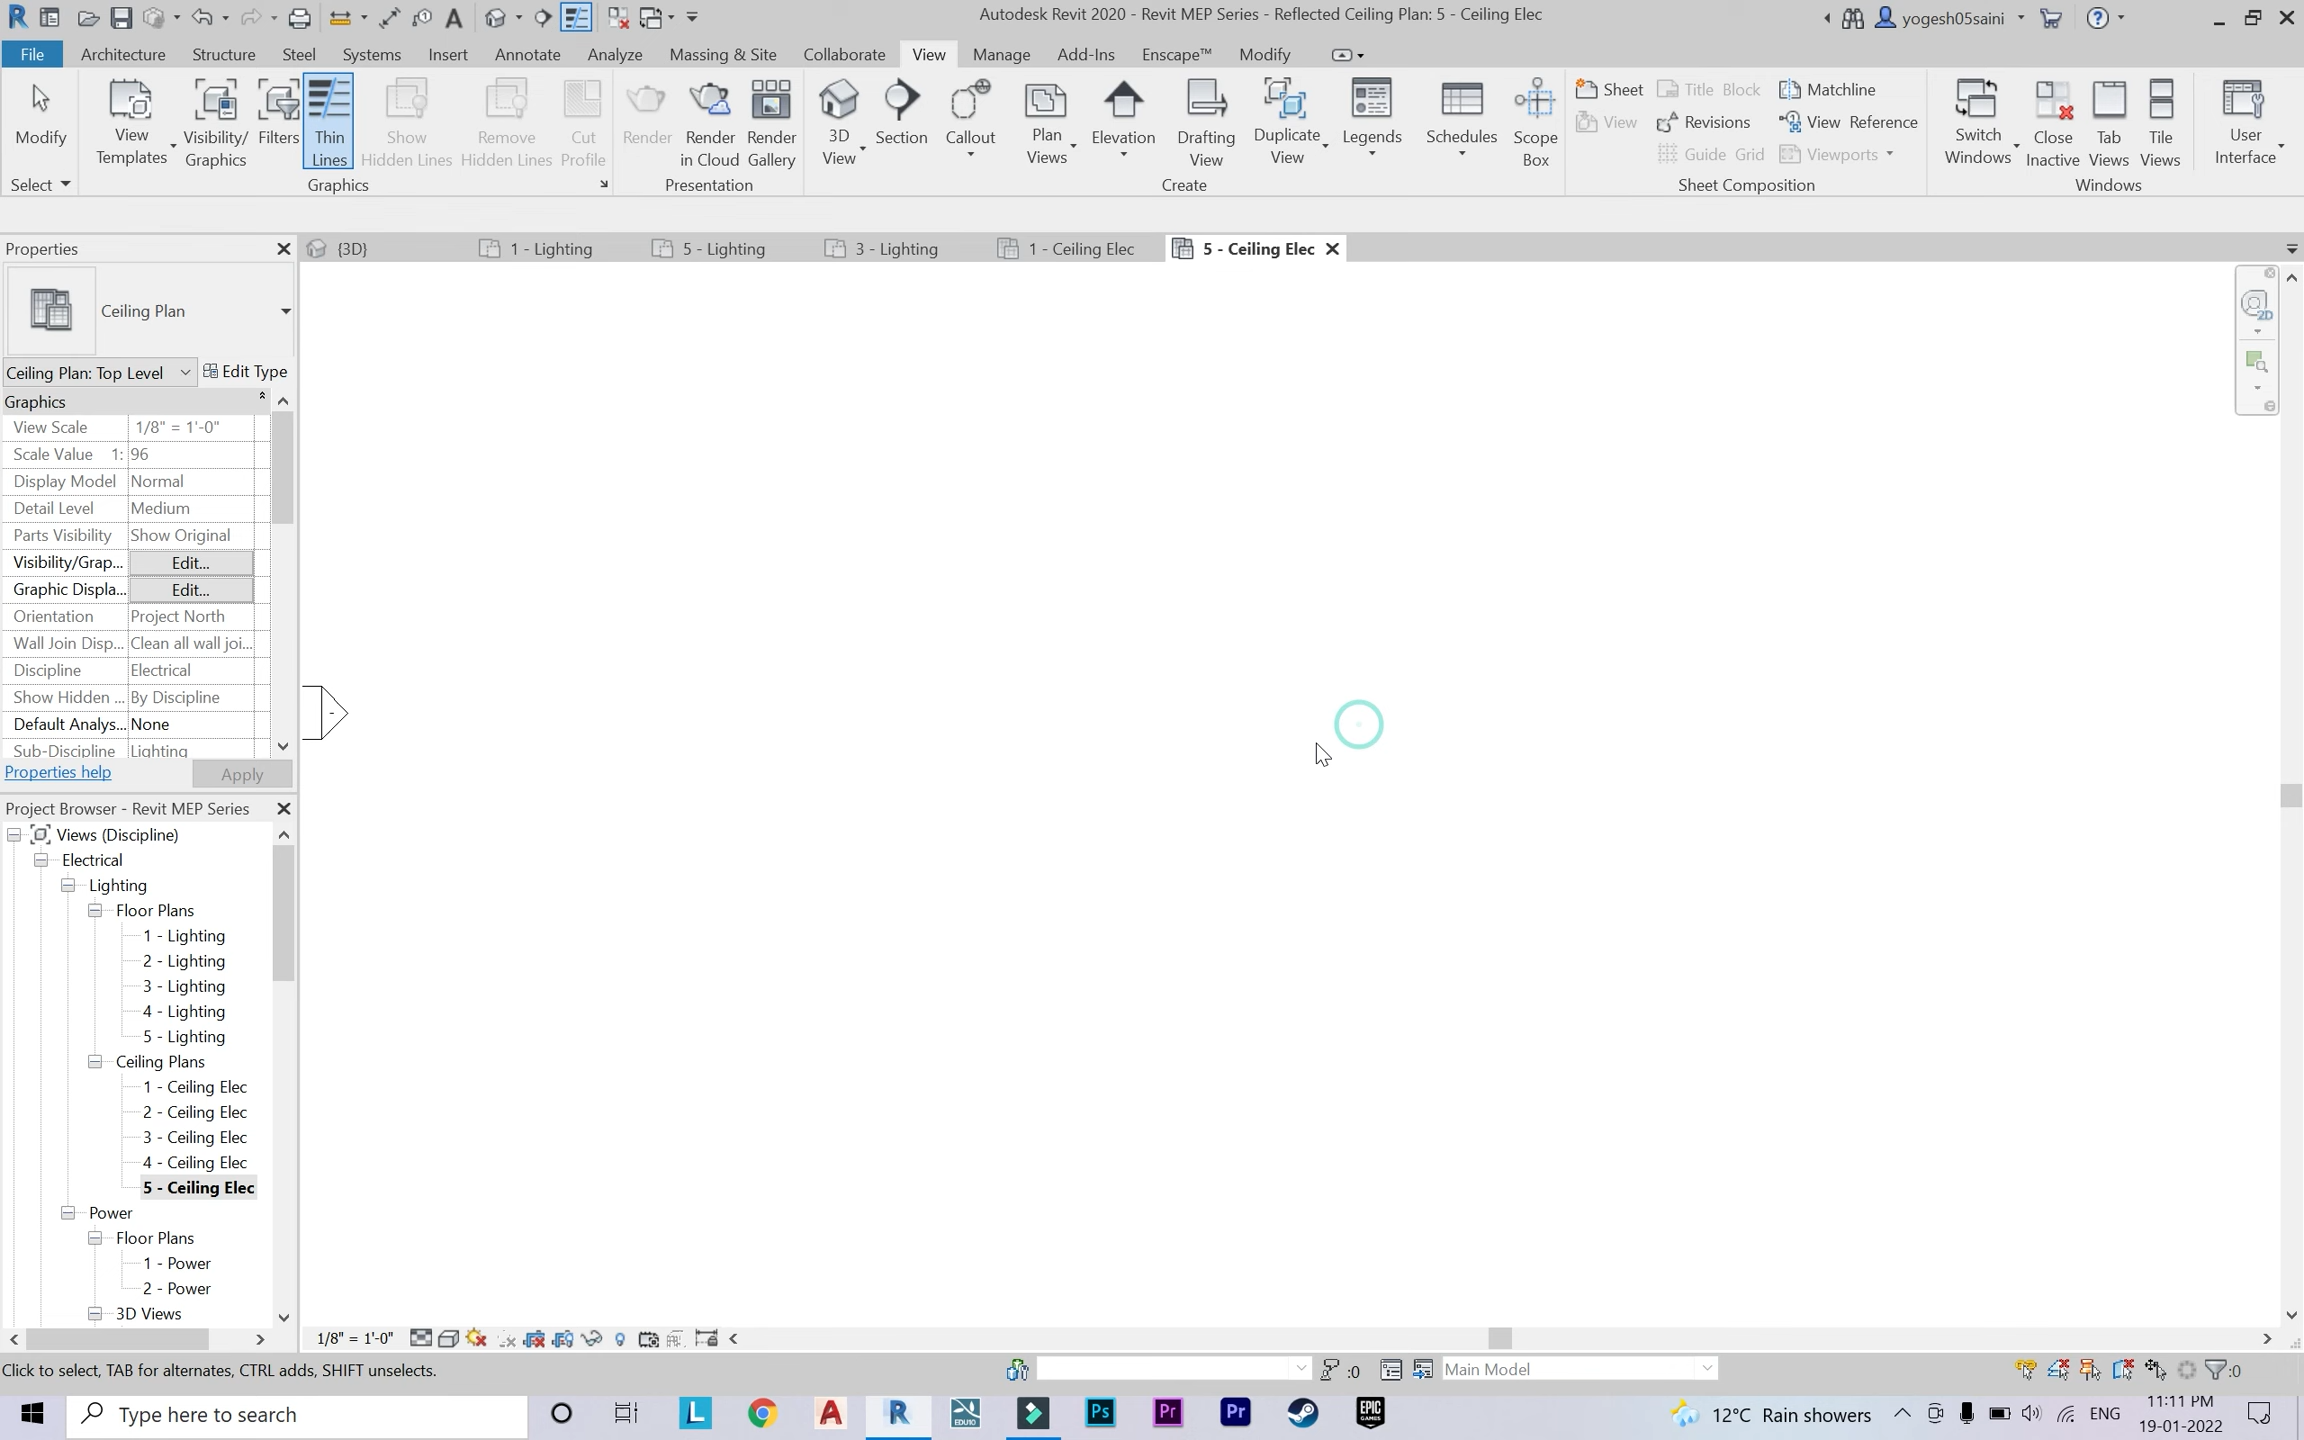 Autodesk Revit 2020 - Revit MEP Series - Reflected Ceiling Plan: 5 - Ceiling Elec
yogesh05saini
File Architecture Structure Steel Systems Insert Annotate Analyze Massing & Site Collaborate View Manage Add-Ins Enscape™ Modify
Modify
View Templates
Visibility/ Graphics
Filters
Thin Lines
Show Hidden Lines
Remove Hidden Lines
Cut Profile
Render
Render in Cloud
Render Gallery
3D View
Section
Callout
Plan Views
Elevation
Drafting View
Duplicate View
Legends
Schedules
Scope Box
Sheet
Title Block
Matchline
View
Revisions
View Reference
Guide Grid
Viewports
Switch Windows
Close Inactive
Tab Views
Tile Views
User Interface
Select Graphics Presentation Create Sheet Composition Windows
Properties
{3D} 1 - Lighting 5 - Lighting 3 - Lighting 1 - Ceiling Elec 5 - Ceiling Elec
2D
Ceiling Plan
Ceiling Plan: Top Level Edit Type
Graphics
View Scale 1/8" = 1'-0"
Scale Value 1: 96
Display Model Normal
Detail Level Medium
Parts Visibility Show Original
Visibility/Grap... Edit...
Graphic Displa... Edit...
Orientation Project North
Wall Join Disp... Clean all wall joi...
Discipline Electrical
Show Hidden ... By Discipline
Default Analys... None
Sub-Discipline Lighting
Properties help Apply
-
Project Browser - Revit MEP Series
Views (Discipline)
Electrical
Lighting
Floor Plans
1 - Lighting
2 - Lighting
3 - Lighting
4 - Lighting
5 - Lighting
Ceiling Plans
1 - Ceiling Elec
2 - Ceiling Elec
3 - Ceiling Elec
4 - Ceiling Elec
5 - Ceiling Elec
Power
Floor Plans
1 - Power
2 - Power
3D Views
1/8" = 1'-0"
Click to select, TAB for alternates, CTRL adds, SHIFT unselects.
:0
Main Model
:0
Type here to search
L
A
R
EDU10
Ps
Pr
Pr
EPIC GAMES
12°C Rain showers
ENG
11:11 PM
19-01-2022